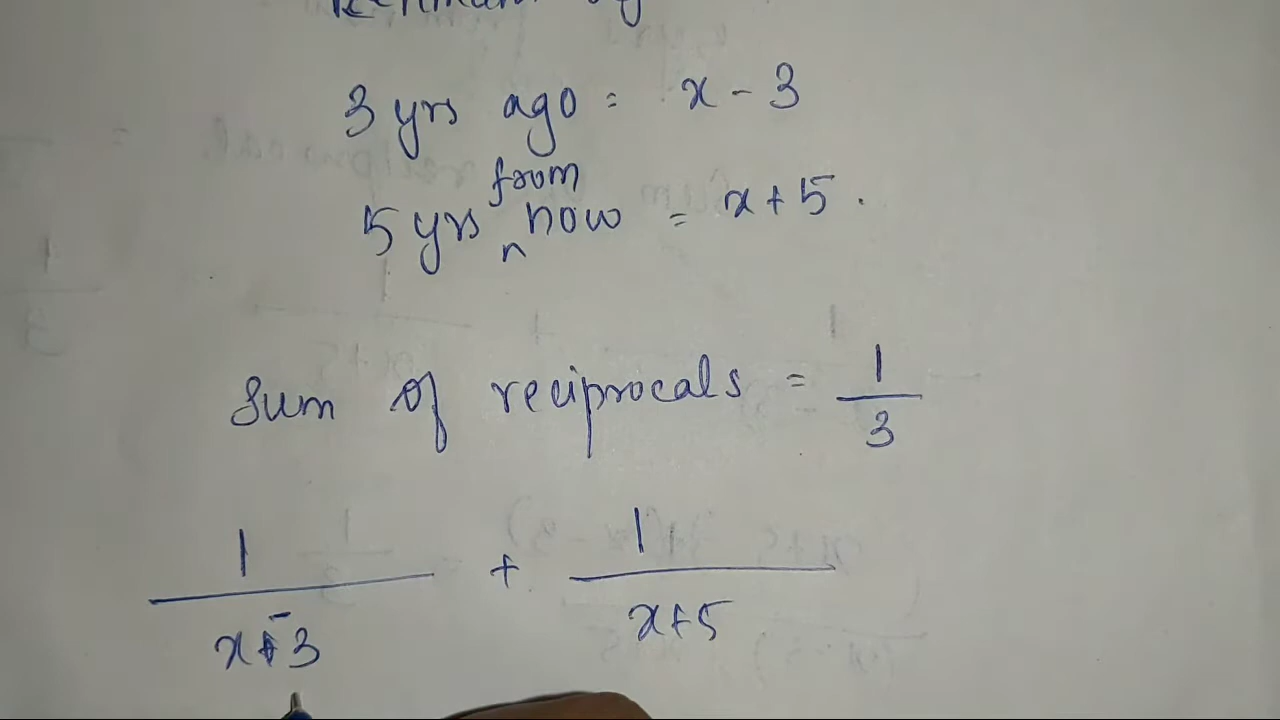 3 yrs ago = x - 3
from
5 yrs now = x + 5.
Sum of reciprocals = 1/3
1/(x-3) + 1/(x+5)